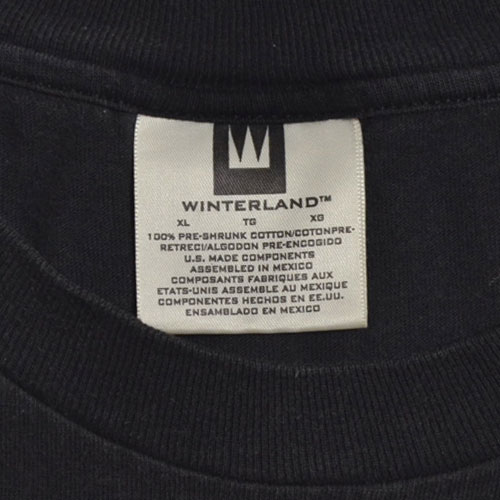 WINTERLAND™
XL TG XG
100% PRE-SHRUNK COTTON/COTONPRE-
RETRECI/ALGODON PRE-ENCOGIDO
U.S. MADE COMPONENTS
ASSEMBLED IN MEXICO
COMPOSANTS FABRIQUES AUX
ETATS-UNIS ASSEMBLE AU MEXIQUE
COMPONENTES HECHOS EN EE.UU.
ENSAMBLADO EN MEXICO